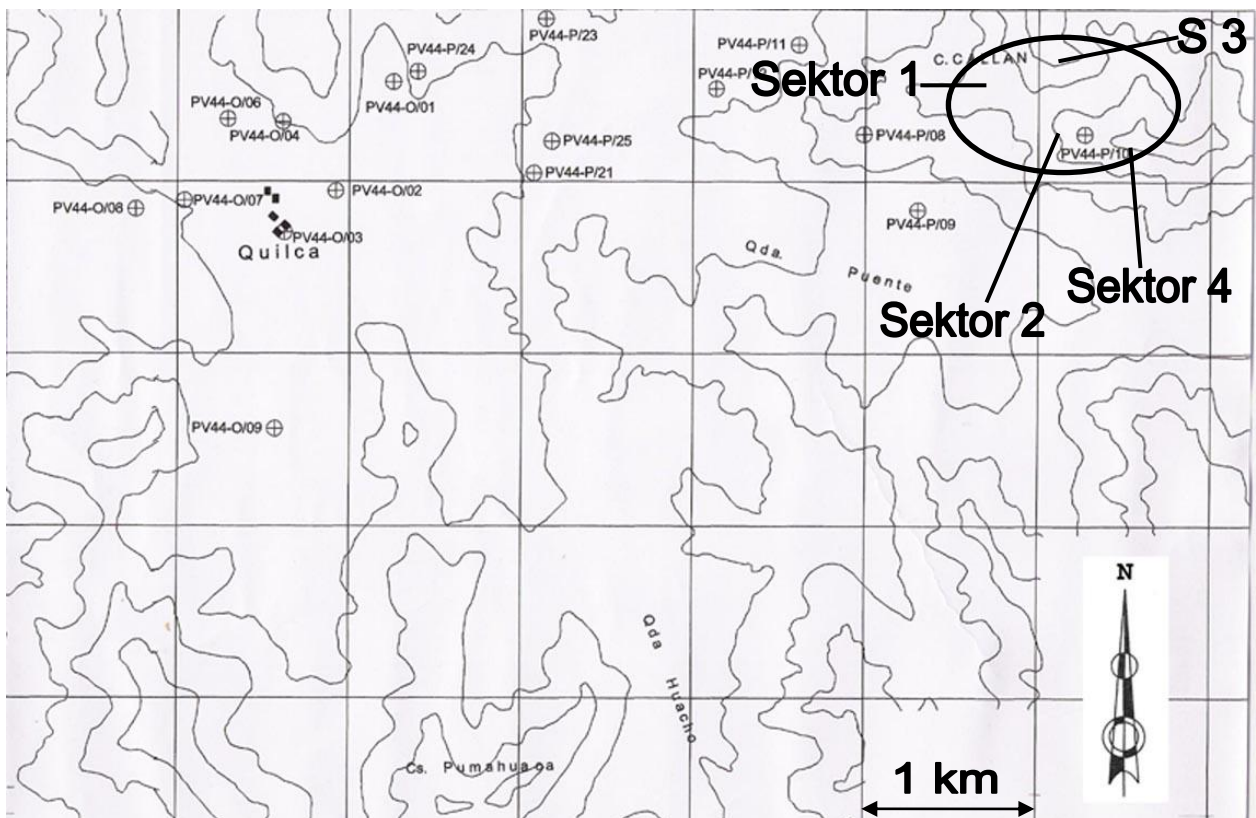 PV44-P/23
PV44-P/24
PV44-P/11
S 3
C. CALLAN
Sektor 1
PV44-O/01
PV44-O/06
PV44-O/04
PV44-P/25
PV44-P/08
PV44-P/10
PV44-P/21
PV44-O/02
PV44-O/07
PV44-O/08
PV44-O/03
PV44-P/09
Quilca
Qda.
Puente
Sektor 4
Sektor 2
PV44-O/09
N
Qda
Huacho
Cs. Pumahuaca
1 km